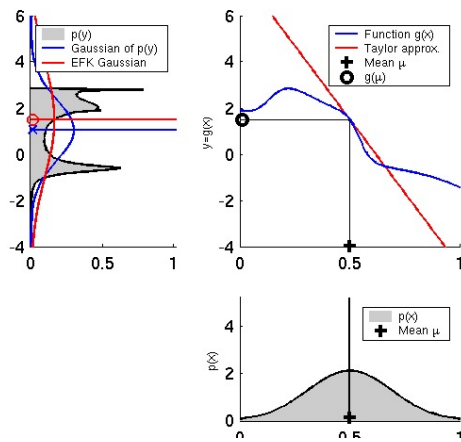 p(y)
Gaussian of p(y)
EFK Gaussian
6
4
2
0
-2
-4
0
0.5
1
Function g(x)
Taylor approx.
Mean μ
g(μ)
y=g(x)
6
4
2
0
-2
-4
0
0.5
1
p(x)
Mean μ
p(x)
4
2
0
0
0.5
1